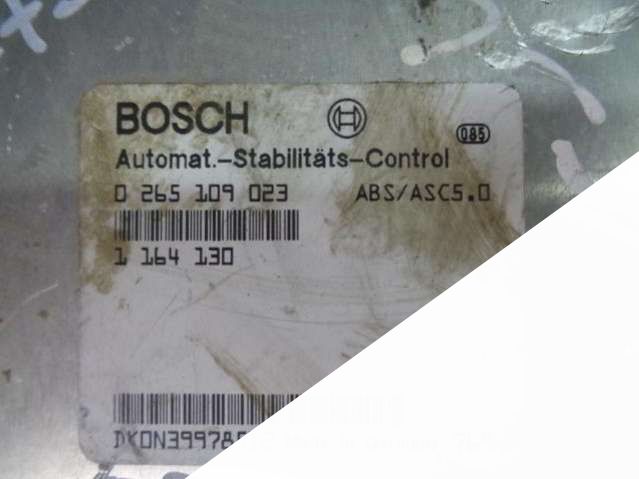 BOSCH
085
Automat.-Stabilitäts-Control
0 265 109 023 ABS/ASC5.0
1 164 130